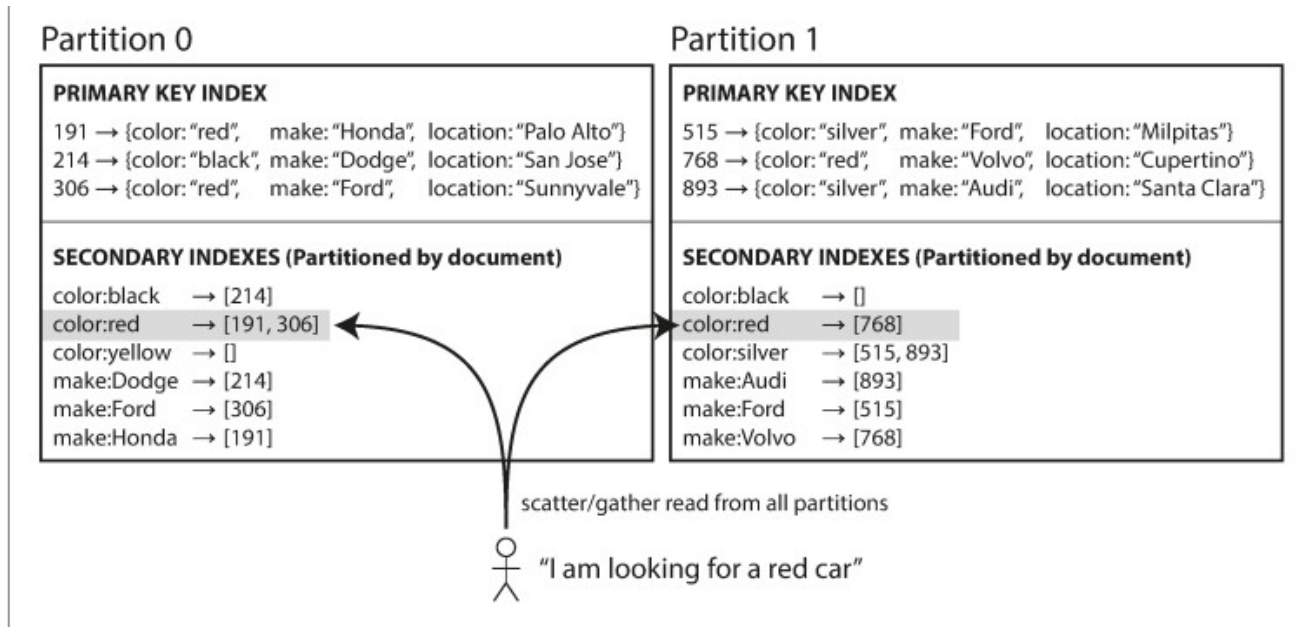 Partition 0
PRIMARY KEY INDEX
191 → {color: “red”, make: “Honda”, location: “Palo Alto”}
214 → {color: “black”, make: “Dodge”, location: “San Jose”}
306 → {color: “red”, make: “Ford”, location: “Sunnyvale”}
SECONDARY INDEXES (Partitioned by document)
color:black → [214]
color:red → [191, 306]
color:yellow → []
make:Dodge → [214]
make:Ford → [306]
make:Honda → [191]
Partition 1
PRIMARY KEY INDEX
515 → {color: “silver”, make: “Ford”, location: “Milpitas”}
768 → {color: “red”, make: “Volvo”, location: “Cupertino”}
893 → {color: “silver”, make: “Audi”, location: “Santa Clara”}
SECONDARY INDEXES (Partitioned by document)
color:black → []
color:red → [768]
color:silver → [515, 893]
make:Audi → [893]
make:Ford → [515]
make:Volvo → [768]
scatter/gather read from all partitions
“I am looking for a red car”